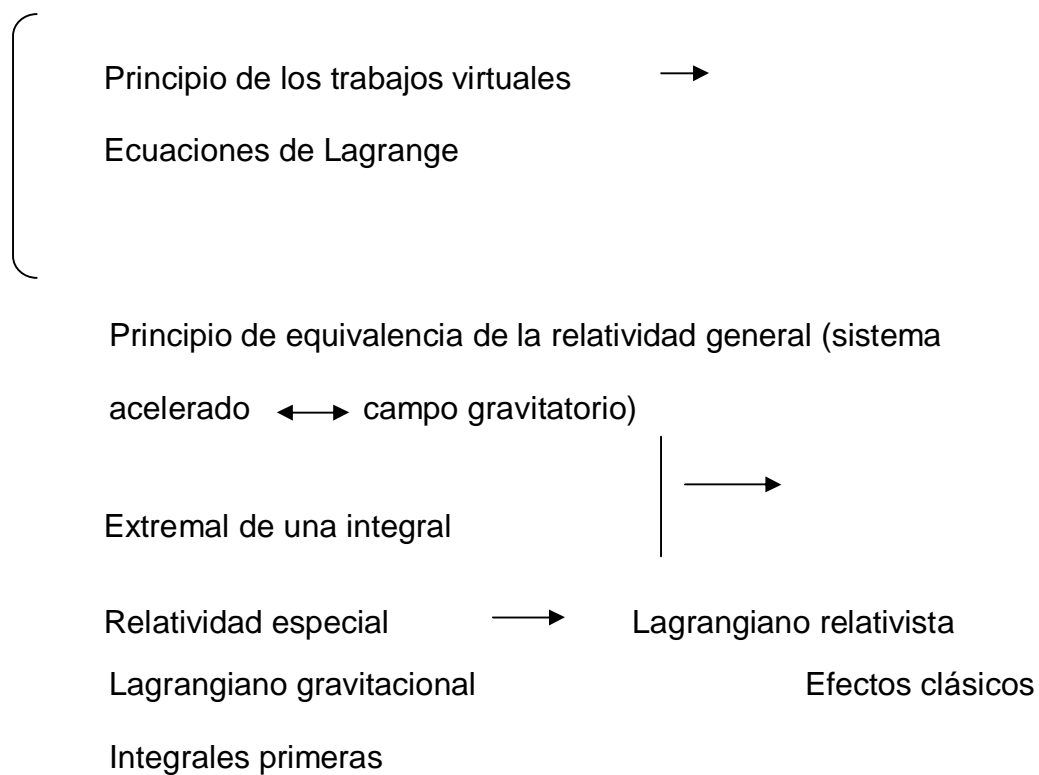 Principio de los trabajos virtuales
Ecuaciones de Lagrange
Principio de equivalencia de la relatividad general (sistema
acelerado ↔ campo gravitatorio)
Extremal de una integral
Relatividad especial → Lagrangiano relativista
Lagrangiano gravitacional Efectos clásicos
Integrales primeras